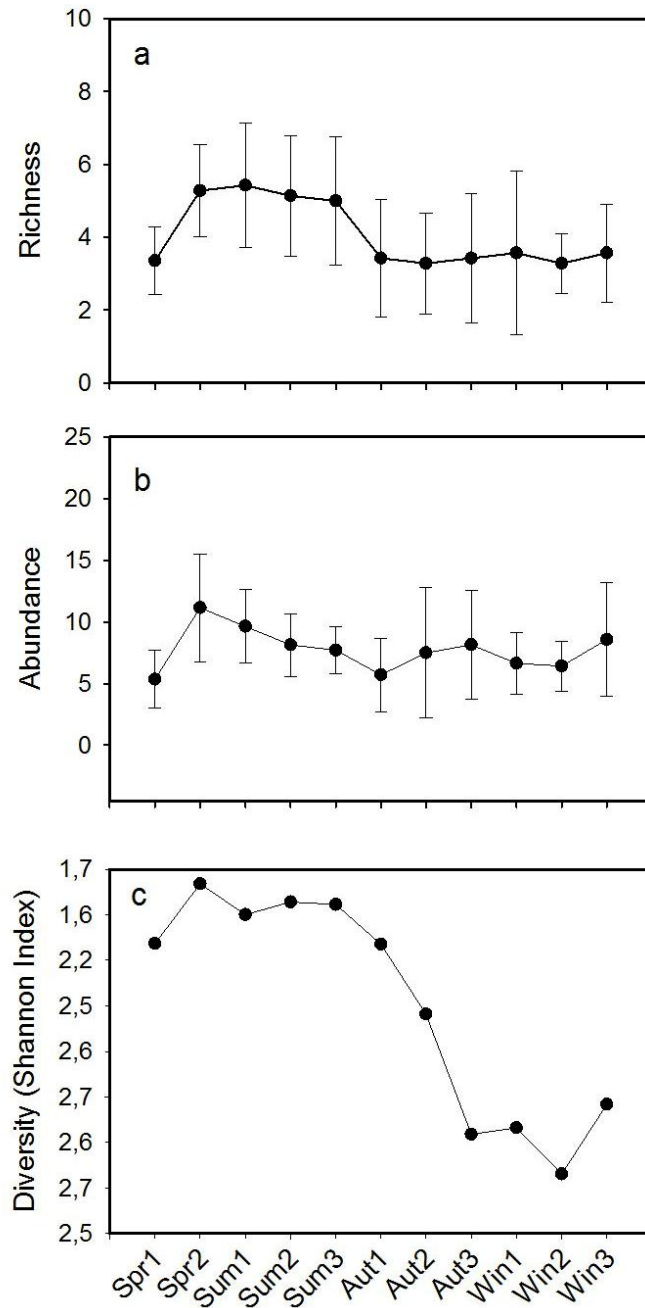 a
Richness
10
8
6
4
2
0
b
Abundance
25
20
15
10
5
0
c
Diversity (Shannon Index)
1,7
1,6
2,2
2,5
2,6
2,7
2,6
2,7
2,5
Spr1
Spr2
Sum1
Sum2
Sum3
Aut1
Aut2
Aut3
Win1
Win2
Win3